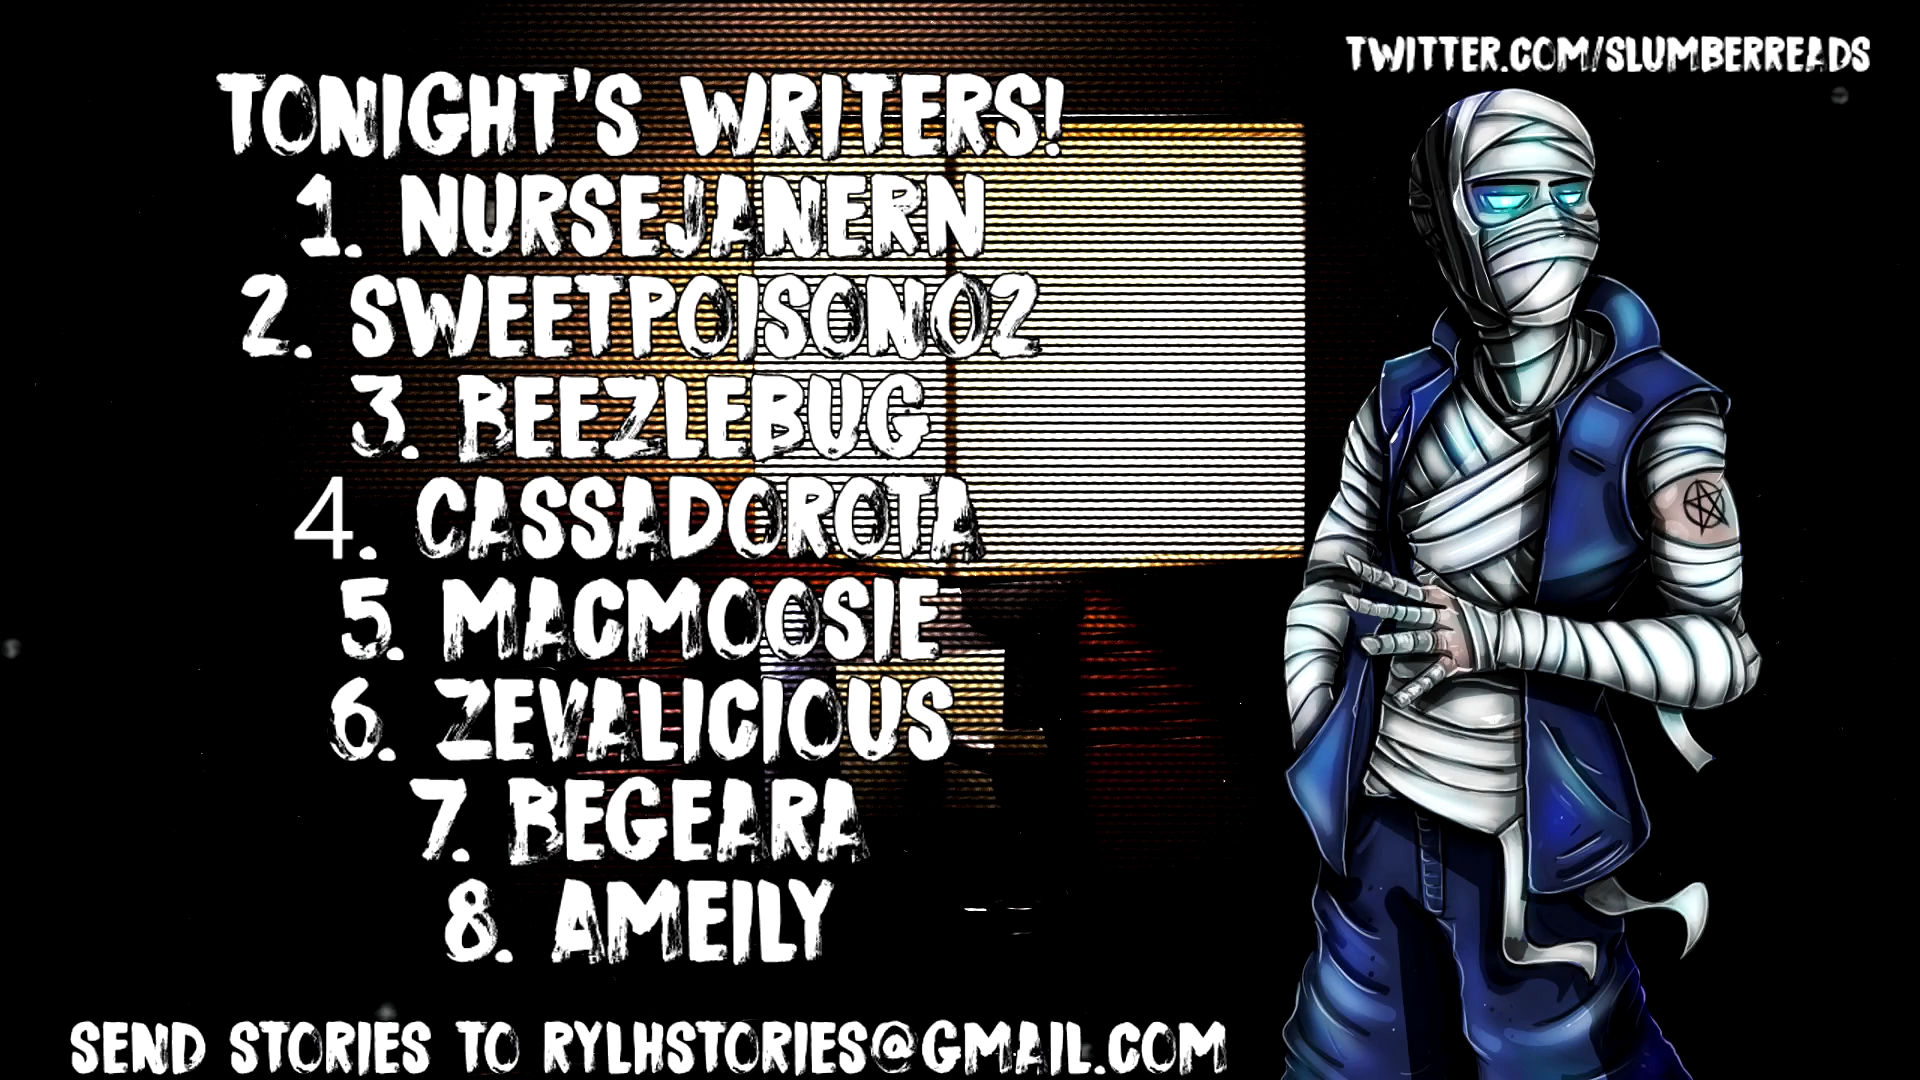 TWITTER.COM/SLUMBERREADS
TONIGHT'S WRITERS!
1. NURSEJANERN
2. SWEETPOISON02
3. BEEZLEBUG
4. CASSADOROTA
5. MACMOOSIE
6. ZEVALICIOUS
7. BEGEARA
8. AMEILY
SEND STORIES TO RYLHSTORIES@GMAIL.COM